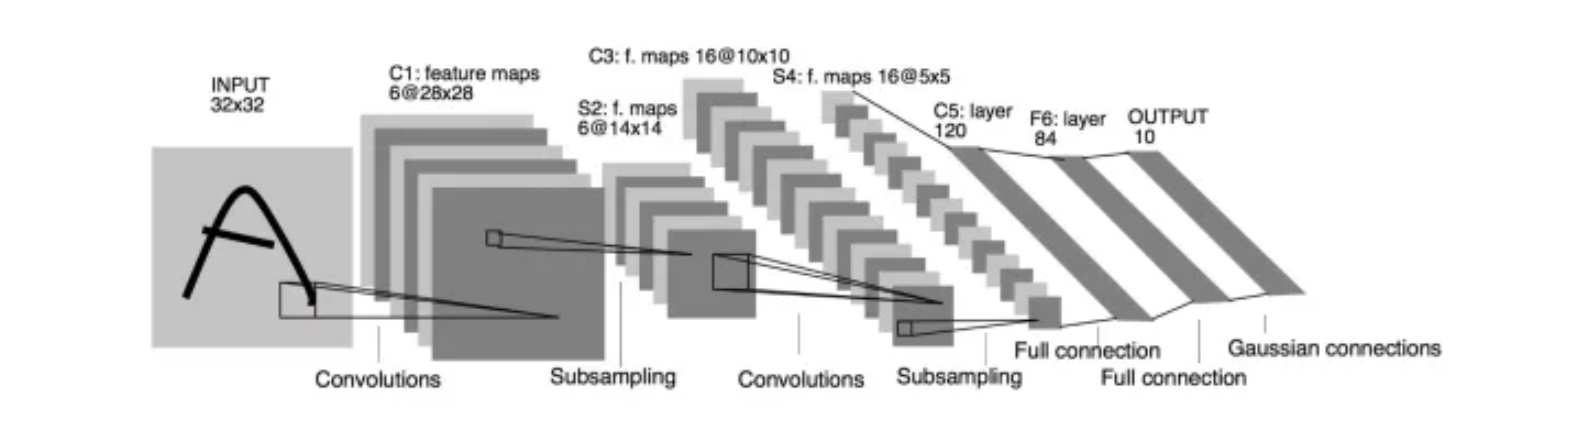 INPUT
32x32
C1: feature maps
6@28x28
S2: f. maps
6@14x14
C3: f. maps 16@10x10
S4: f. maps 16@5x5
C5: layer
120
F6: layer
84
OUTPUT
10
Convolutions
Subsampling
Convolutions
Subsampling
Full connection
Full connection
Gaussian connections